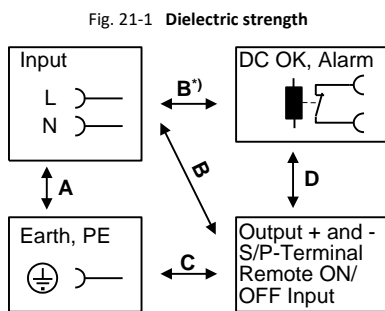 Fig. 21-1 Dielectric strength
Input
L
N
B*)
DC OK, Alarm
A
B
D
Earth, PE
C
Output + and -
S/P-Terminal
Remote ON/
OFF Input